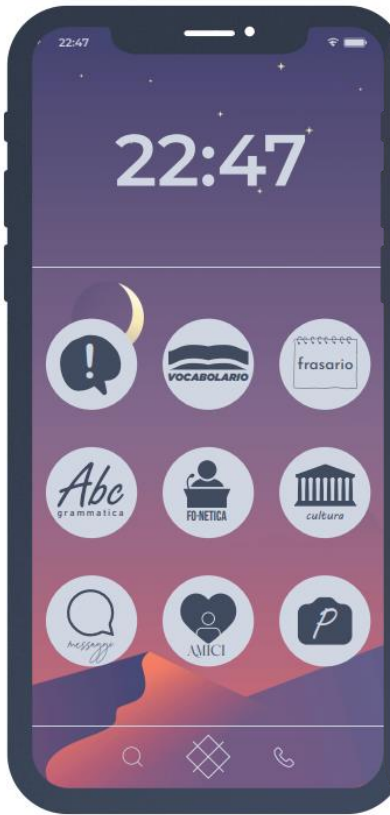 22:47
22:47
!
VOCABOLARIO
frasario
Abc
grammatica
FO-NETICA
cultura
messaggi
AMICI
P